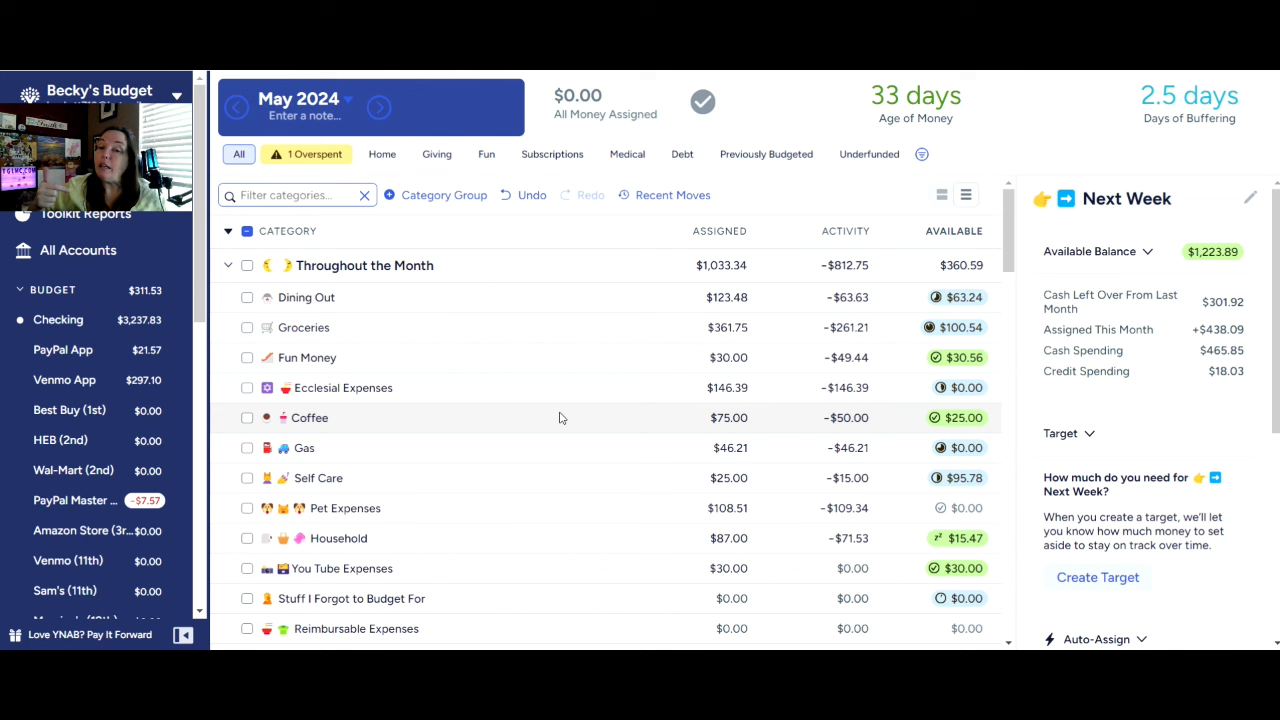 Becky's Budget
May 2024
Enter a note...
$0.00
All Money Assigned
33 days
Age of Money
2.5 days
Days of Buffering
All
1 Overspent
Home
Giving
Fun
Subscriptions
Medical
Debt
Previously Budgeted
Underfunded
Filter categories...
Category Group
Undo
Redo
Recent Moves
Toolkit Reports
All Accounts
BUDGET $311.53
Checking $3,237.83
PayPal App $21.57
Venmo App $297.10
Best Buy (1st) $0.00
HEB (2nd) $0.00
Wal-Mart (2nd) $0.00
PayPal Master ... -$7.57
Amazon Store (3r... $0.00
Venmo (11th) $0.00
Sam's (11th) $0.00
Love YNAB? Pay It Forward
CATEGORY ASSIGNED ACTIVITY AVAILABLE
Throughout the Month $1,033.34 -$812.75 $360.59
Dining Out $123.48 -$63.63 $63.24
Groceries $361.75 -$261.21 $100.54
Fun Money $30.00 -$49.44 $30.56
Ecclesial Expenses $146.39 -$146.39 $0.00
Coffee $75.00 -$50.00 $25.00
Gas $46.21 -$46.21 $0.00
Self Care $25.00 -$15.00 $95.78
Pet Expenses $108.51 -$109.34 $0.00
Household $87.00 -$71.53 $15.47
You Tube Expenses $30.00 $0.00 $30.00
Stuff I Forgot to Budget For $0.00 $0.00 $0.00
Reimbursable Expenses $0.00 $0.00 $0.00
Next Week
Available Balance $1,223.89
Cash Left Over From Last
Month $301.92
Assigned This Month +$438.09
Cash Spending $465.85
Credit Spending $18.03
Target
How much do you need for
Next Week?
When you create a target, we'll let
you know how much money to set
aside to stay on track over time.
Create Target
Auto-Assign